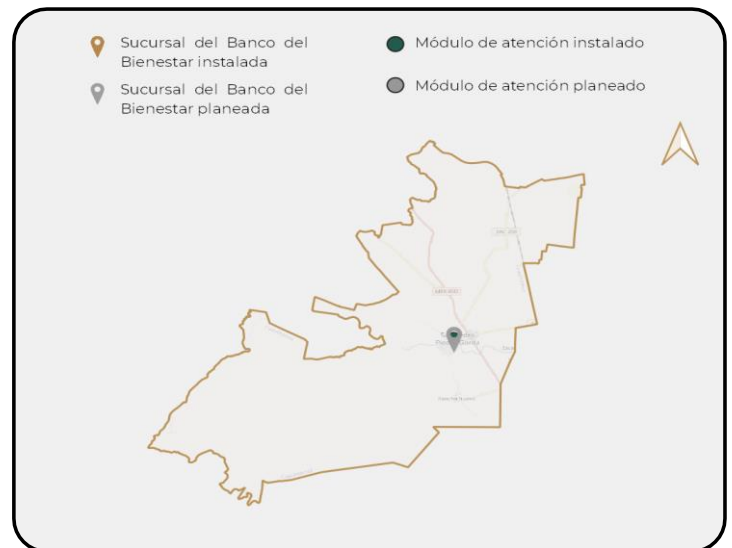 Sucursal del Banco del
Bienestar instalada
Módulo de atención instalado
Sucursal del Banco del
Bienestar planeada
Módulo de atención planeado